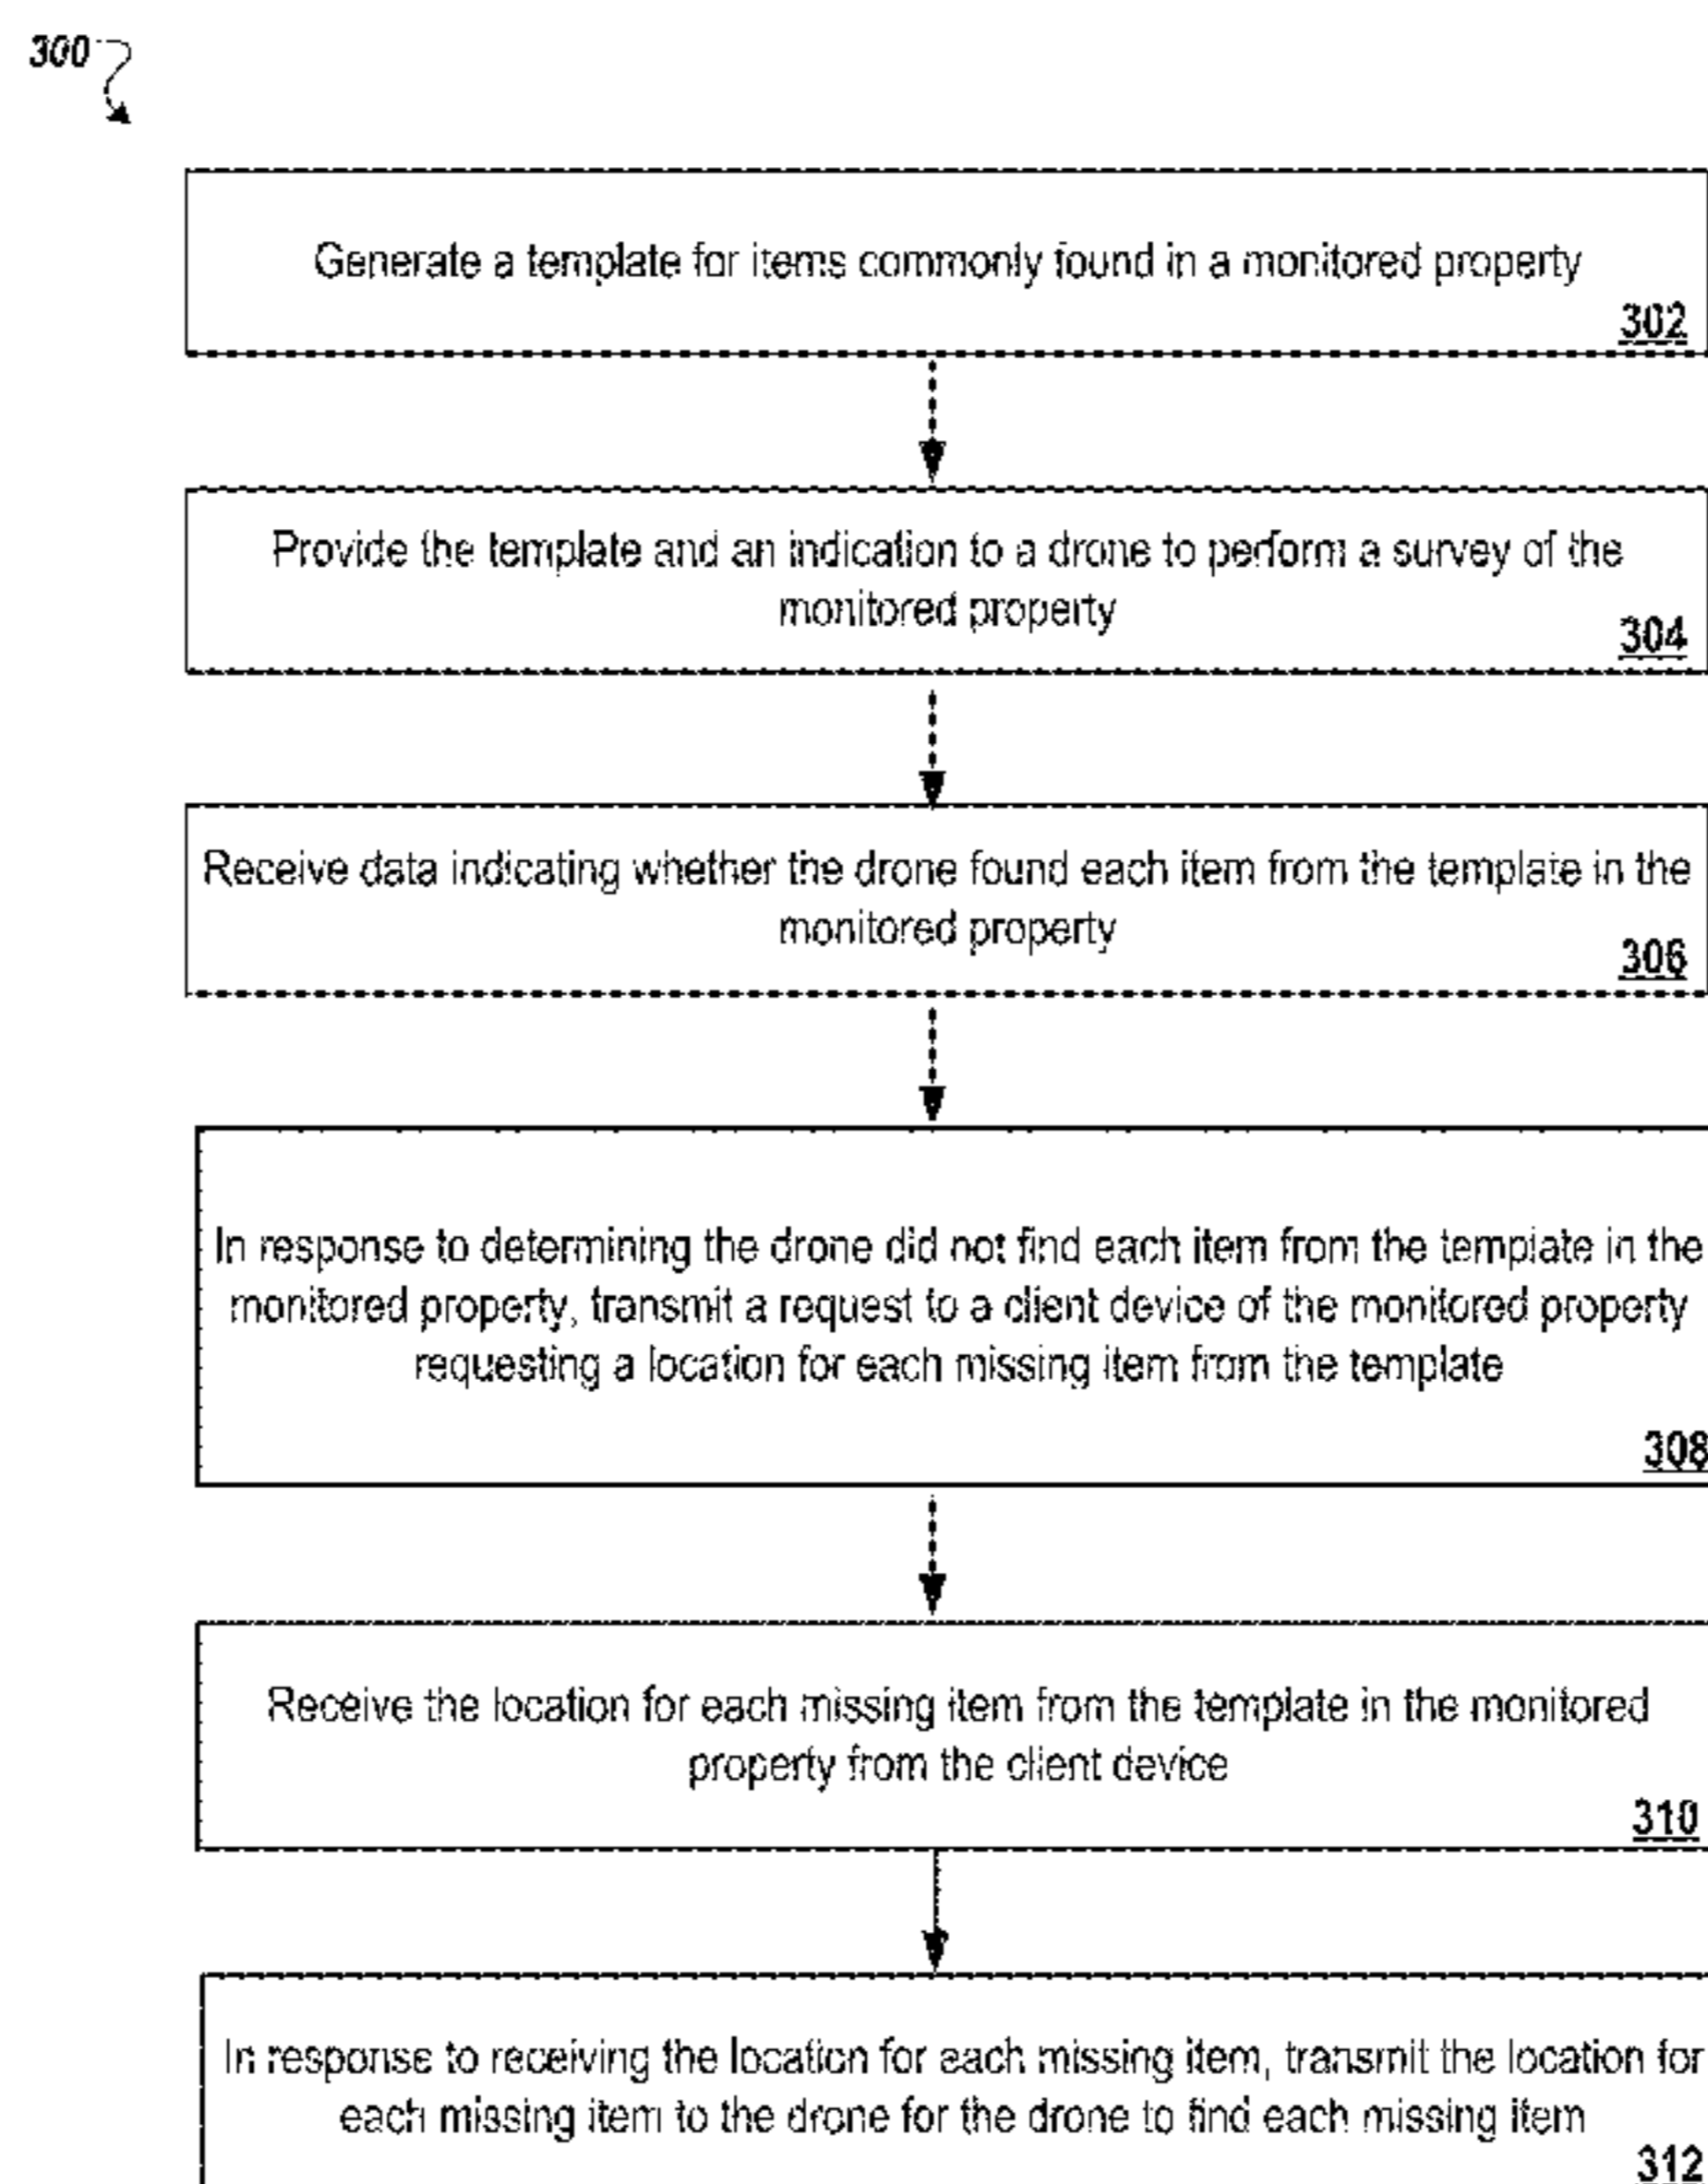 300
Generate a template for items commonly found in a monitored property
302
Provide the template and an indication to a drone to perform a survey of the
monitored property
304
Receive data indicating whether the drone found each item from the template in the
monitored property
306
In response to determining the drone did not find each item from the template in the
monitored property, transmit a request to a client device of the monitored property
requesting a location for each missing item from the template
308
Receive the location for each missing item from the template in the monitored
property from the client device
310
In response to receiving the location for each missing item, transmit the location for
each missing item to the drone for the drone to find each missing item
312